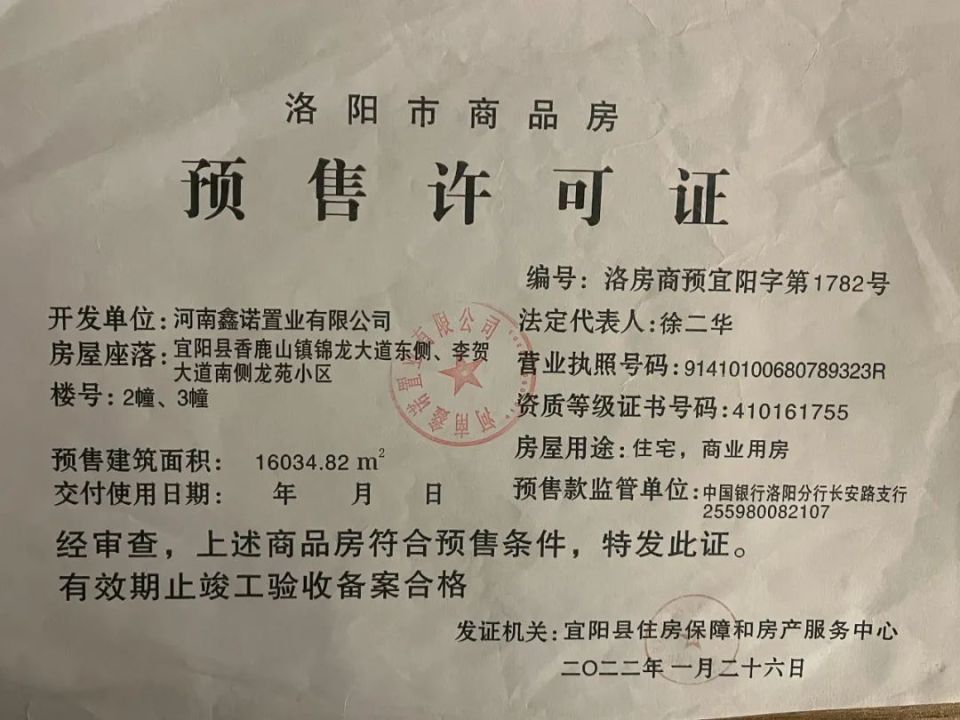 洛阳市商品房
预售许可证
编号：洛房商预宜阳字第1782号
开发单位：河南鑫诺置业有限公司
法定代表人：徐二华
房屋座落：宜阳县香鹿山镇锦龙大道东侧、李贺
大道南侧龙苑小区
营业执照号码：91410100680789323R
楼号：2幢、3幢
资质等级证书号码：410161755
房屋用途：住宅，商业用房
预售建筑面积： 16034.82 m²
交付使用日期： 年 月 日
预售款监管单位：中国银行洛阳分行长安路支行
255980082107
经审查，上述商品房符合预售条件，特发此证。
有效期止竣工验收备案合格
发证机关：宜阳县住房保障和房产服务中心
二〇二二年一月二十六日
河南鑫诺置业有限公司